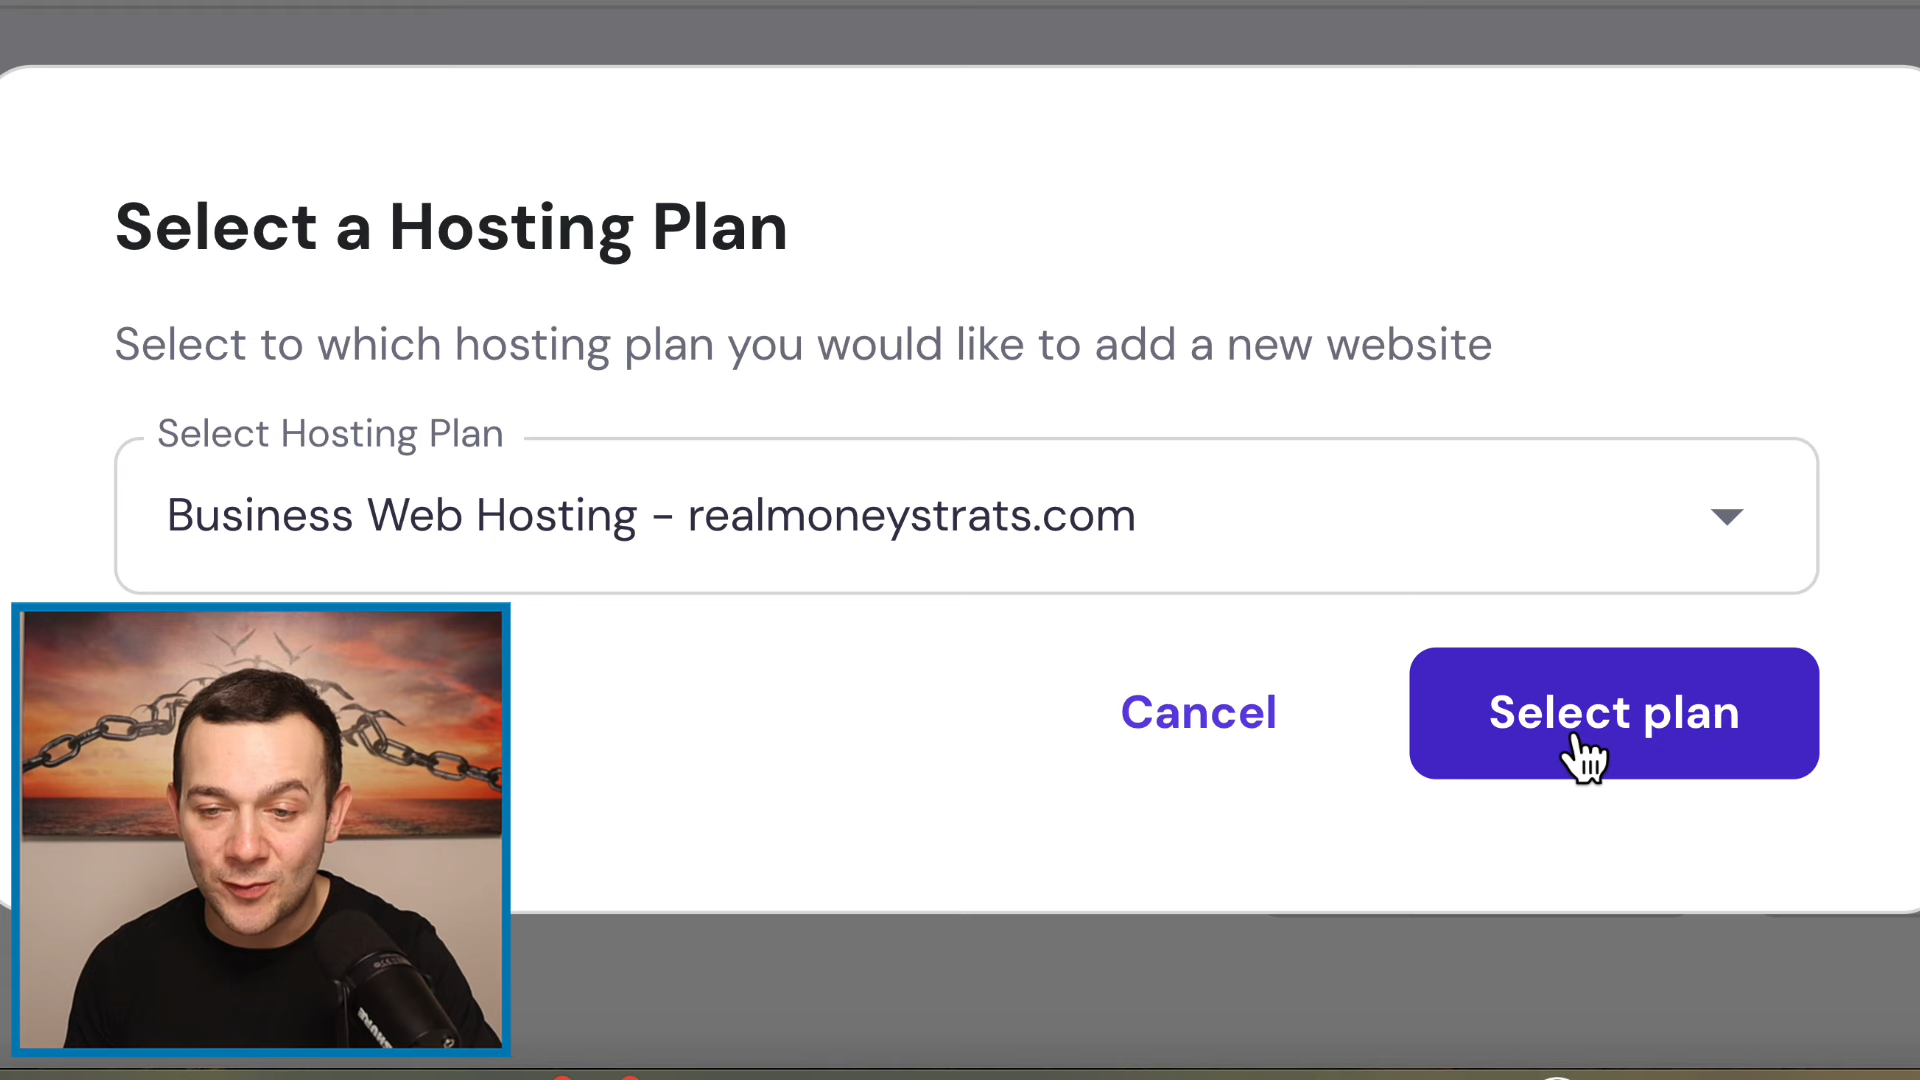 Select a Hosting Plan
Select to which hosting plan you would like to add a new website
Select Hosting Plan
Business Web Hosting - realmoneystrats.com
Cancel
Select plan